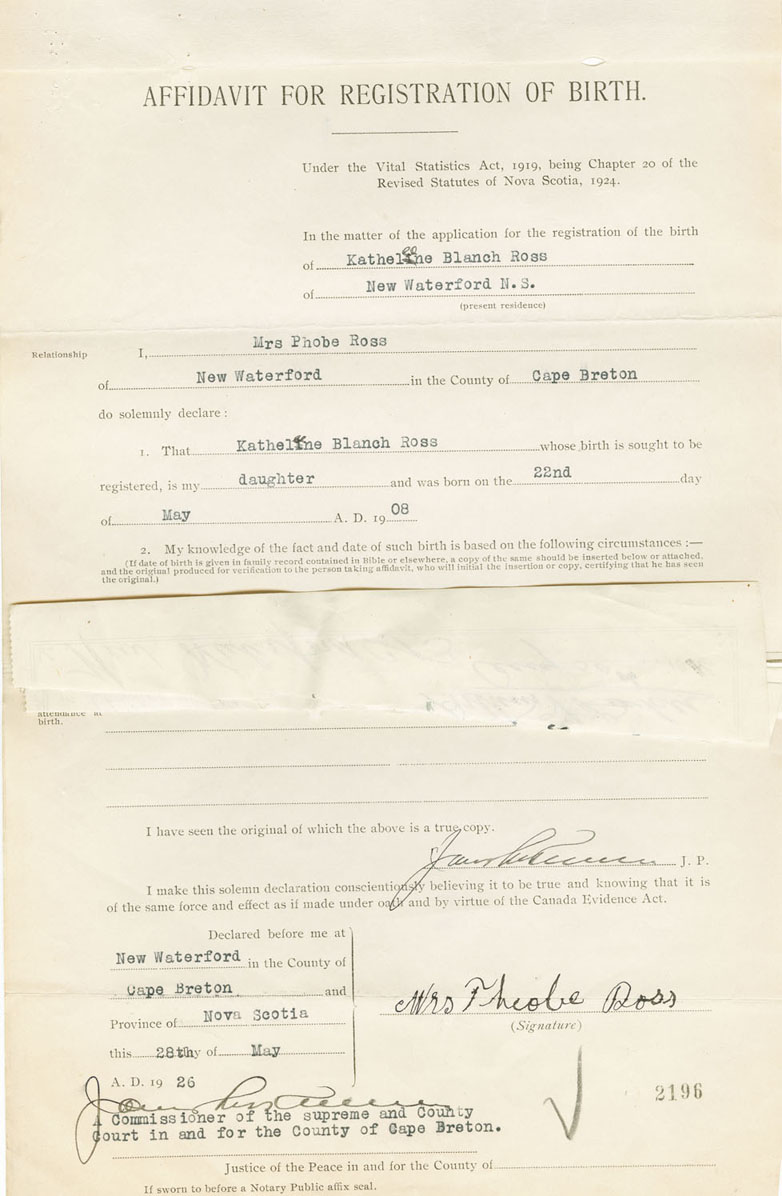 AFFIDAVIT FOR REGISTRATION OF BIRTH.
Under the Vital Statistics Act, 1919, being Chapter 20 of the
Revised Statutes of Nova Scotia, 1924.
In the matter of the application for the registration of the birth
of Katheleene Blanch Ross
of New Waterford N.S.
(present residence)
Relationship I, Mrs Phobe Ross
of New Waterford in the County of Cape Breton
do solemnly declare :
1. That Kathelene Blanch Ross whose birth is sought to be
registered, is my daughter and was born on the 22nd day
of May A. D. 19 08
2. My knowledge of the fact and date of such birth is based on the following circumstances :—
(If date of birth is given in family record contained in Bible or elsewhere, a copy of the same should be inserted below or attached,
and the original produced for verification to the person taking affidavit, who will initial the insertion or copy, certifying that he has seen
the original.)
attendance at
birth.
I have seen the original of which the above is a true copy.
J. P.
I make this solemn declaration conscientiously believing it to be true and knowing that it is
of the same force and effect as if made under oath and by virtue of the Canada Evidence Act.
Declared before me at
New Waterford in the County of
Cape Breton and
Province of Nova Scotia
this 28th y of May
A. D. 19 26
Mrs Pheobe Ross
(Signature)
2196
A Commissioner of the supreme and County
Court in and for the County of Cape Breton.
Justice of the Peace in and for the County of
If sworn to before a Notary Public affix seal.